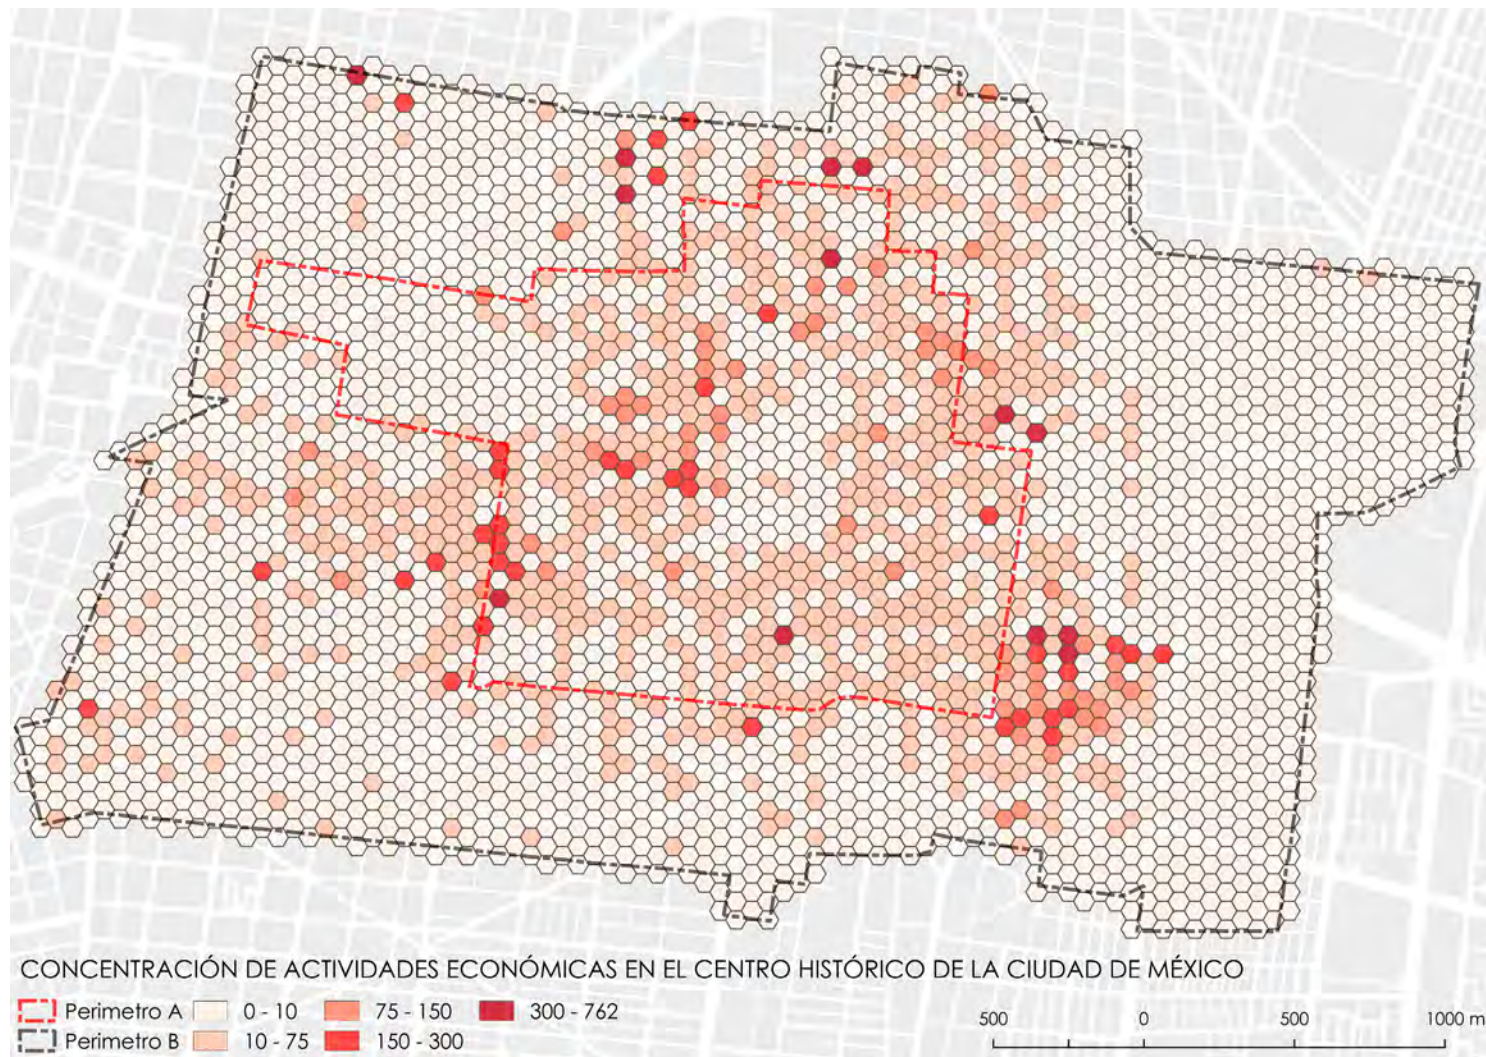 CONCENTRACIÓN DE ACTIVIDADES ECONÓMICAS EN EL CENTRO HISTÓRICO DE LA CIUDAD DE MÉXICO
Perimetro A 0 - 10 75 - 150 300 - 762
Perimetro B 10 - 75 150 - 300
500 0 500 1000 m